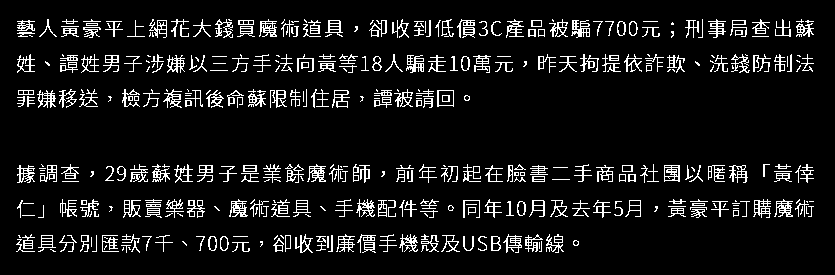 藝人黃豪平上網花大錢買魔術道具，卻收到低價3C產品被騙7700元；刑事局查出蘇
姓、譚姓男子涉嫌以三方手法向黃等18人騙走10萬元，昨天拘提依詐欺、洗錢防制法
罪嫌移送，檢方複訊後命蘇限制住居，譚被請回。
據調查，29歲蘇姓男子是業餘魔術師，前年初起在臉書二手商品社團以暱稱「黃倖
仁」帳號，販賣樂器、魔術道具、手機配件等。同年10月及去年5月，黃豪平訂購魔術
道具分別匯款7千、700元，卻收到廉價手機殼及USB傳輸線。